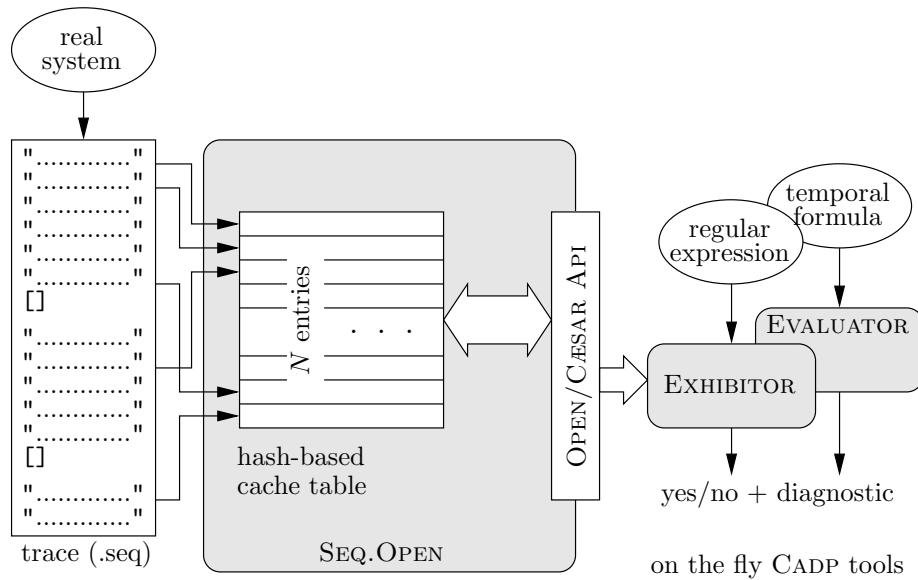 real
system
"............."
"............."
"............."
"............."
"............."
"............."
[]
"............."
"............."
"............."
"............."
"............."
[]
"............."
"............."
trace (.seq)
N entries
. . .
hash-based
cache table
SEQ.OPEN
OPEN/CÆSAR API
regular
expression
temporal
formula
EVALUATOR
EXHIBITOR
yes/no + diagnostic
on the fly CADP tools